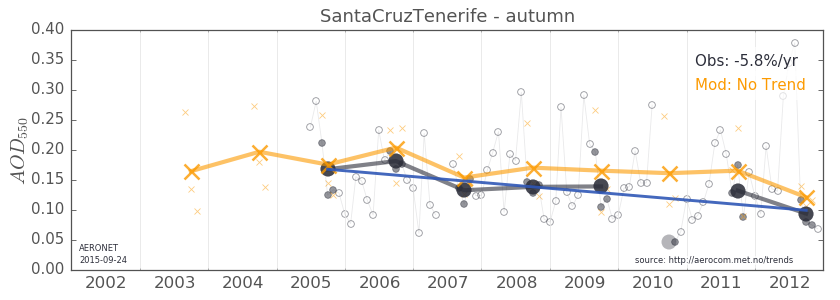 SantaCruzTenerife - autumn
0.40
0.35
0.30
0.25
0.20
0.15
0.10
0.05
0.00
AOD550
Obs: -5.8%/yr
Mod: No Trend
AERONET
2015-09-24
source: http://aerocom.met.no/trends
2002 2003 2004 2005 2006 2007 2008 2009 2010 2011 2012